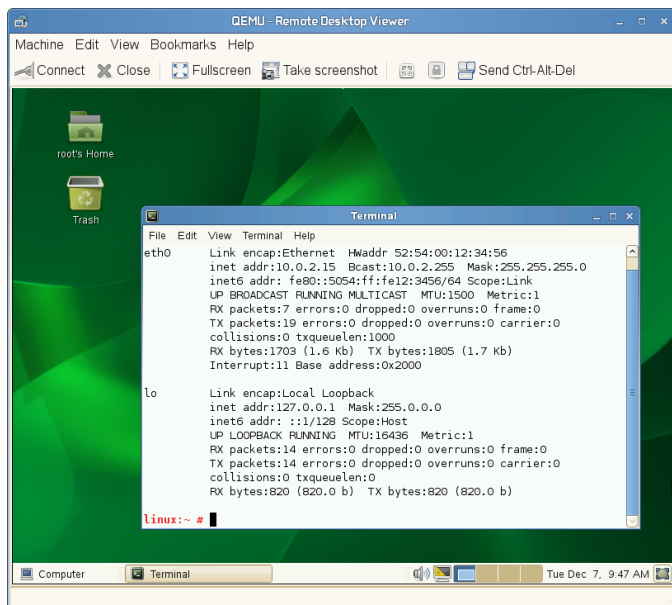 QEMU - Remote Desktop Viewer
Machine Edit View Bookmarks Help
Connect Close Fullscreen Take screenshot Send Ctrl-Alt-Del
root's Home
Trash
Terminal
File Edit View Terminal Help
eth0 Link encap:Ethernet HWaddr 52:54:00:12:34:56
inet addr:10.0.2.15 Bcast:10.0.2.255 Mask:255.255.255.0
inet6 addr: fe80::5054:ff:fe12:3456/64 Scope:Link
UP BROADCAST RUNNING MULTICAST MTU:1500 Metric:1
RX packets:7 errors:0 dropped:0 overruns:0 frame:0
TX packets:19 errors:0 dropped:0 overruns:0 carrier:0
collisions:0 txqueuelen:1000
RX bytes:1703 (1.6 Kb) TX bytes:1805 (1.7 Kb)
Interrupt:11 Base address:0x2000
lo Link encap:Local Loopback
inet addr:127.0.0.1 Mask:255.0.0.0
inet6 addr: ::1/128 Scope:Host
UP LOOPBACK RUNNING MTU:16436 Metric:1
RX packets:14 errors:0 dropped:0 overruns:0 frame:0
TX packets:14 errors:0 dropped:0 overruns:0 carrier:0
collisions:0 txqueuelen:0
RX bytes:820 (820.0 b) TX bytes:820 (820.0 b)
linux:~ #
Computer Terminal Tue Dec 7, 9:47 AM